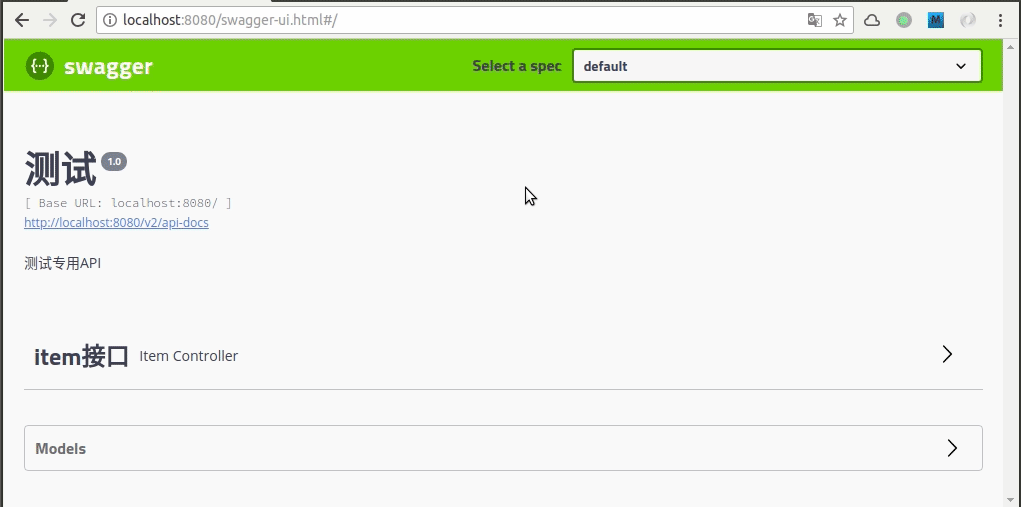 localhost:8080/swagger-ui.html#/
swagger Select a spec default
测试 1.0
[ Base URL: localhost:8080/ ]
http://localhost:8080/v2/api-docs
测试专用API
item接口 Item Controller
Models